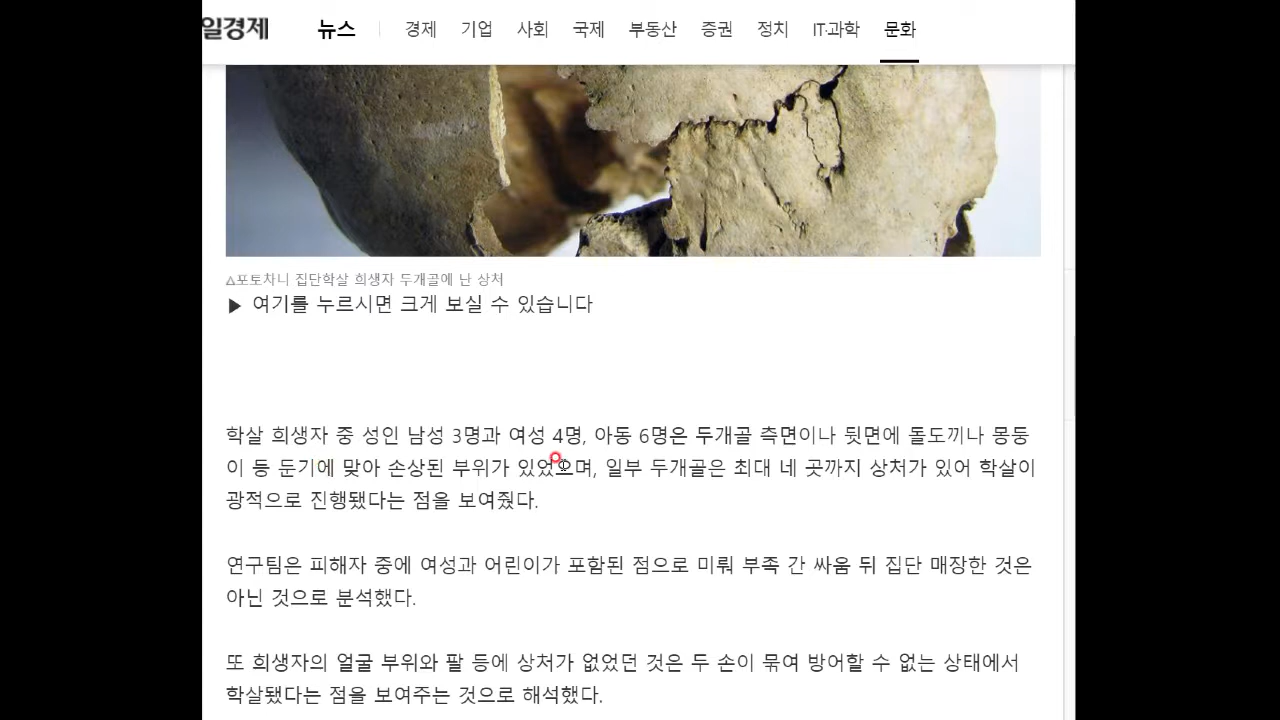 일경제
뉴스 경제 기업 사회 국제 부동산 증권 정치 IT·과학 문화
△포토차니 집단학살 희생자 두개골에 난 상처
▶ 여기를 누르시면 크게 보실 수 있습니다
학살 희생자 중 성인 남성 3명과 여성 4명, 아동 6명은 두개골 측면이나 뒷면에 돌도끼나 몽둥
이 등 둔기에 맞아 손상된 부위가 있었으며, 일부 두개골은 최대 네 곳까지 상처가 있어 학살이
광적으로 진행됐다는 점을 보여줬다.
연구팀은 피해자 중에 여성과 어린이가 포함된 점으로 미뤄 부족 간 싸움 뒤 집단 매장한 것은
아닌 것으로 분석했다.
또 희생자의 얼굴 부위와 팔 등에 상처가 없었던 것은 두 손이 묶여 방어할 수 없는 상태에서
학살됐다는 점을 보여주는 것으로 해석했다.